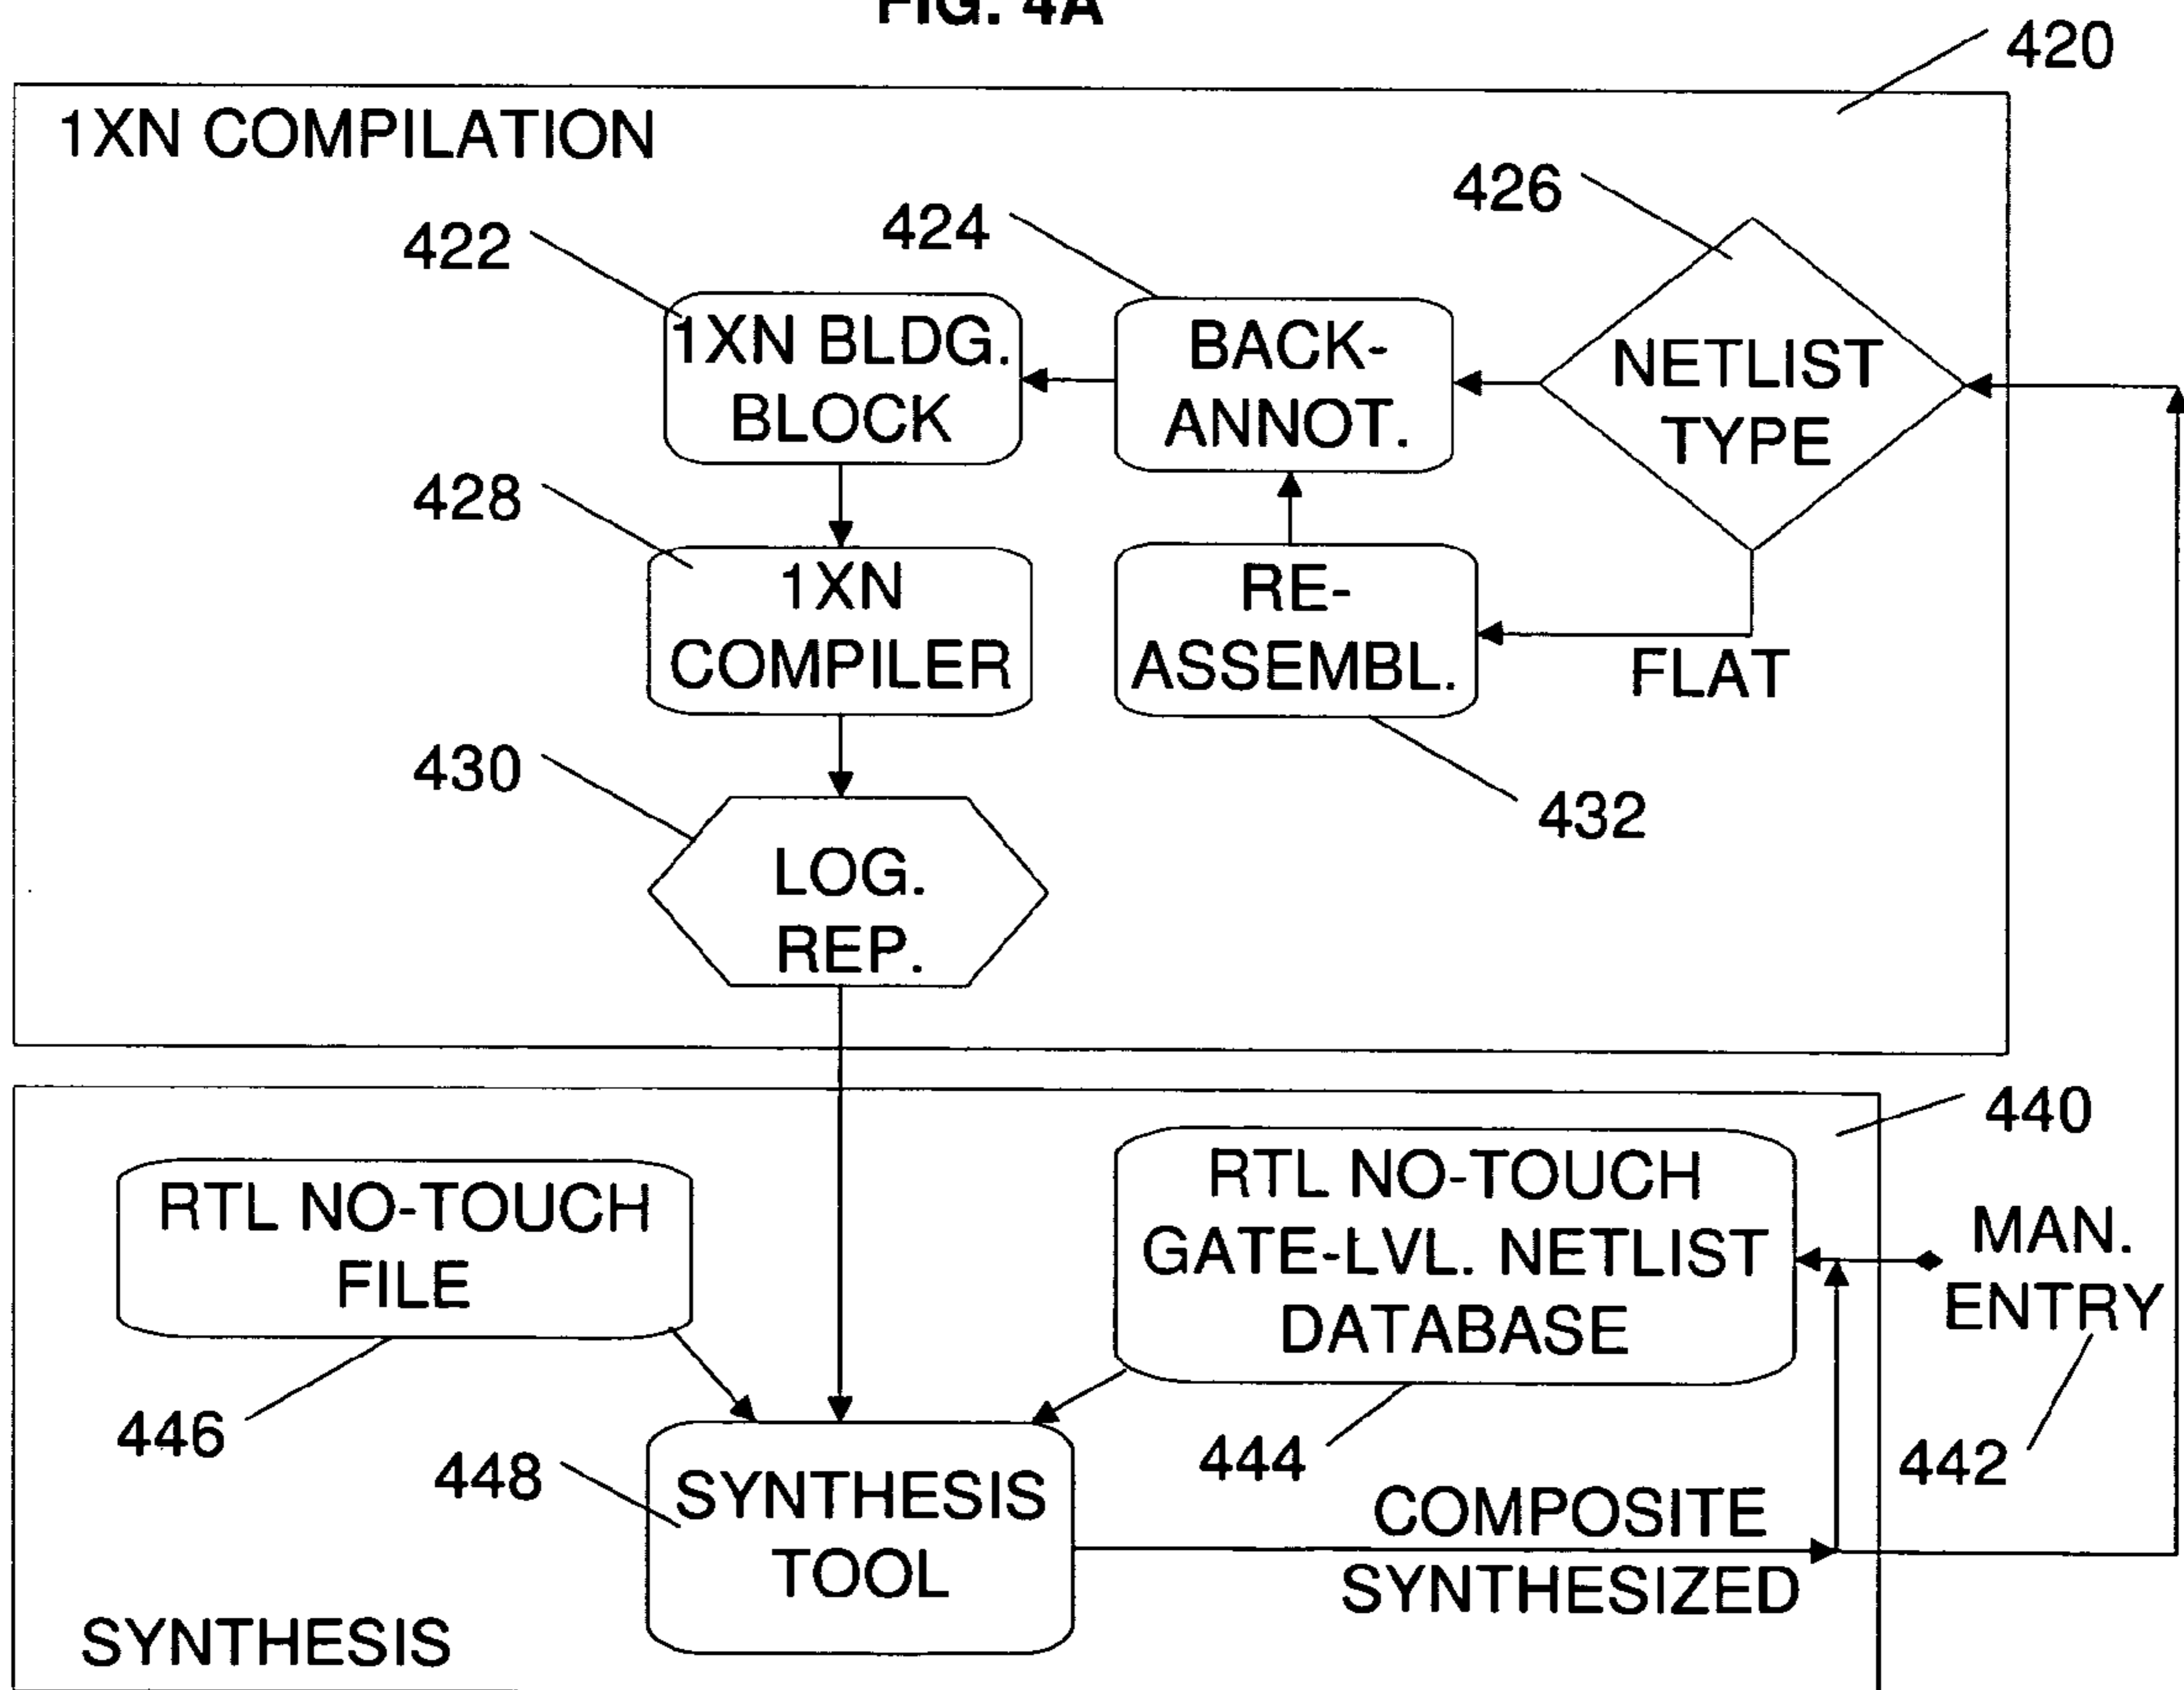 FIG. 4A
420
1XN COMPILATION
426
424
422
1XN BLDG.
BLOCK
BACK-
ANNOT.
NETLIST
TYPE
428
1XN
COMPILER
RE-
ASSEMBL.
FLAT
430
432
LOG.
REP.
440
RTL NO-TOUCH
FILE
RTL NO-TOUCH
GATE-LVL. NETLIST
DATABASE
MAN.
ENTRY
446
448
444
442
SYNTHESIS
TOOL
COMPOSITE
SYNTHESIZED
SYNTHESIS